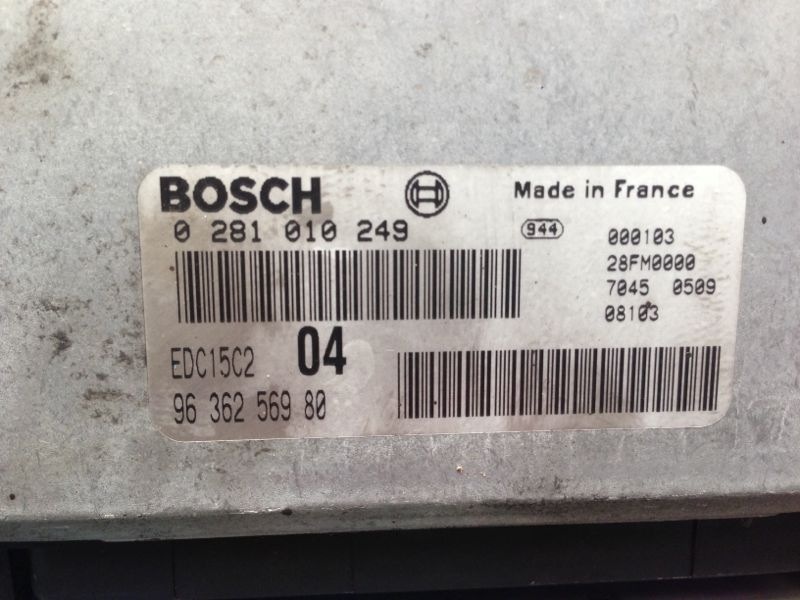 BOSCH
Made in France
0 281 010 249
944
000103
28FM0000
7045 0509
08103
EDC15C2
04
96 362 569 80